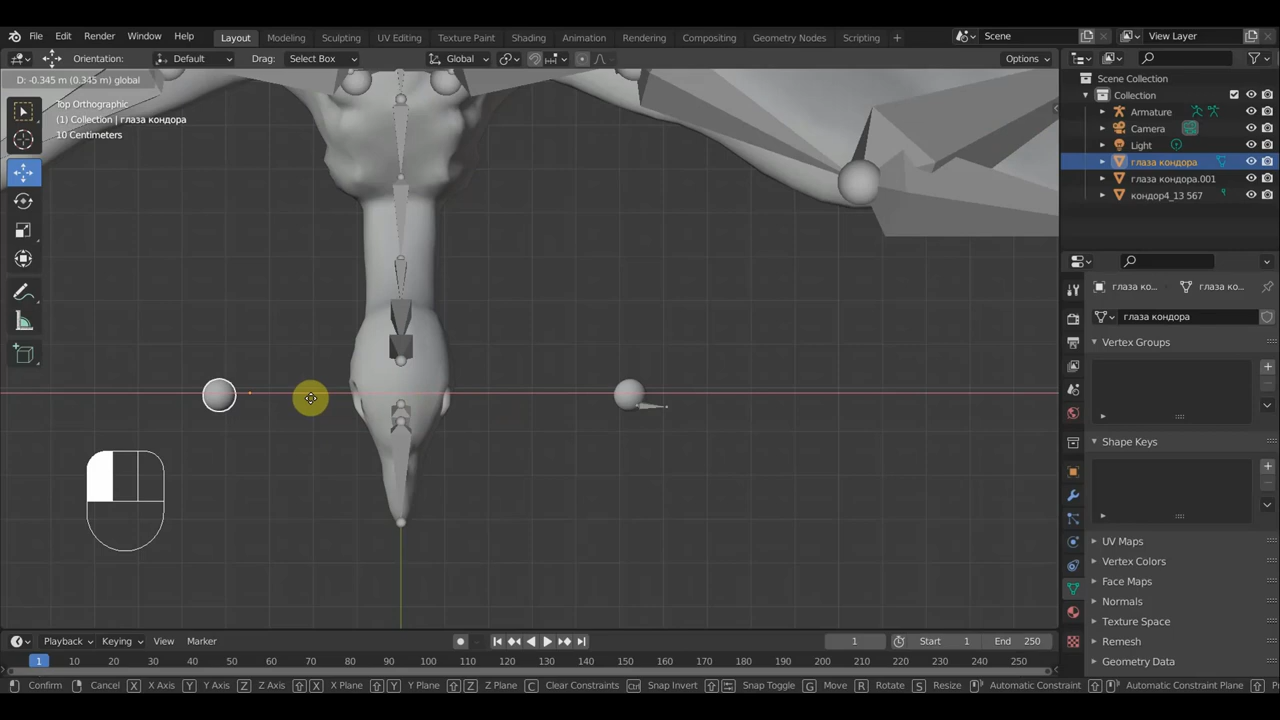 File Edit Render Window Help Layout Modeling Sculpting UV Editing Texture Paint Shading Animation Rendering Compositing Geometry Nodes Scripting + Scene View Layer
Orientation: Default Drag: Select Box Global Options
D: -0.345 m (0.345 m) global
Top Orthographic
(1) Collection | глаза кондора
10 Centimeters
Scene Collection
Collection
Armature
Camera
Light
глаза кондора
глаза кондора.001
кондор4_13 567
глаза ко... глаза ко...
глаза кондора
Vertex Groups
Shape Keys
UV Maps
Vertex Colors
Face Maps
Normals
Texture Space
Remesh
Geometry Data
Playback Keying View Marker 1 Start 1 End 250
1 10 20 30 40 50 60 70 80 90 100 110 120 130 140 150 160 170 180 190 200 210 220 230 240 250
Confirm Cancel X X Axis Y Y Axis Z Z Axis X X Plane Y Y Plane Z Z Plane C Clear Constraints Ctrl Snap Invert Snap Toggle G Move R Rotate S Resize Automatic Constraint Automatic Constraint Plane